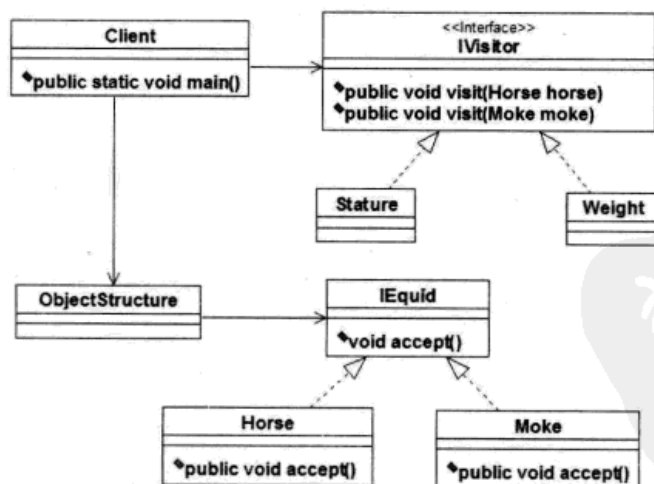 Client
public static void main()
<<Interface>>
IVisitor
public void visit(Horse horse)
public void visit(Moke moke)
Stature
Weight
ObjectStructure
IEquid
void accept()
Horse
public void accept()
Moke
public void accept()